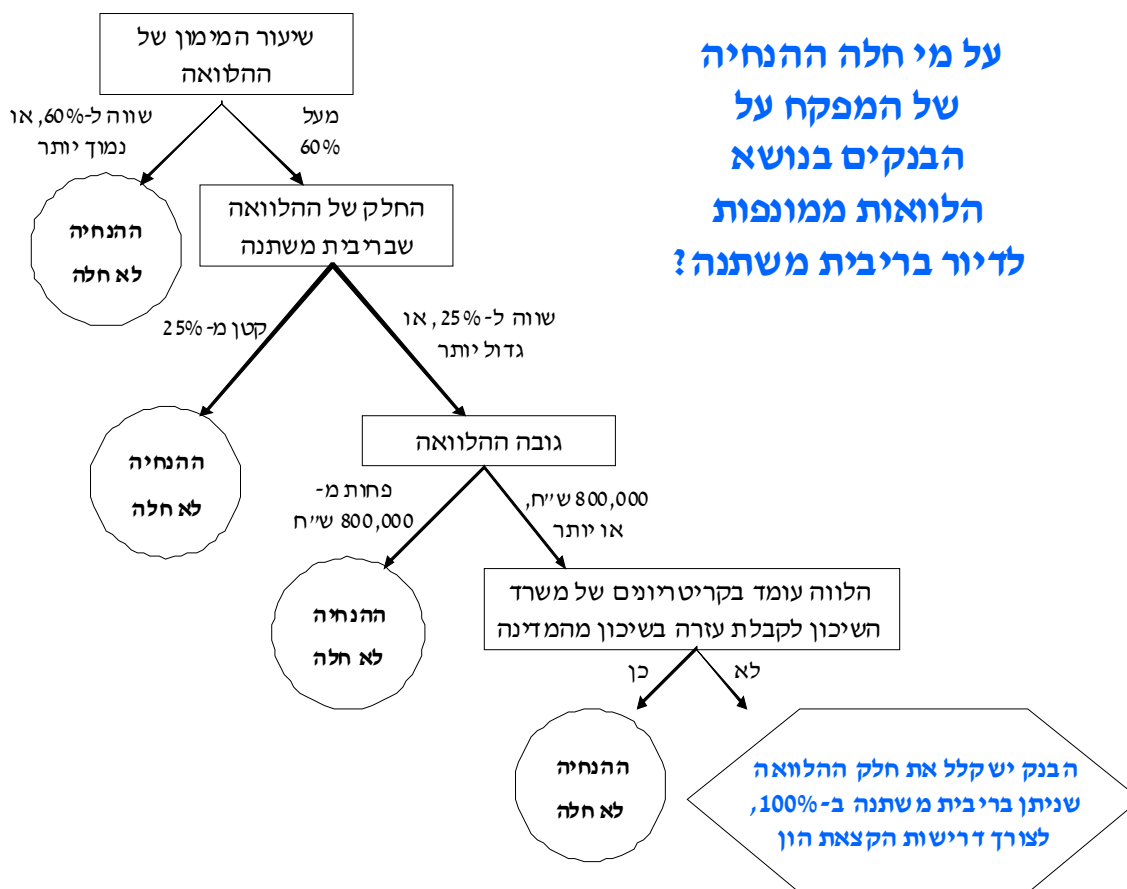 על מי חלה ההנחיה
של המפקח על
הבנקים בנושא
הלוואות ממונפות
לדיור בריבית משתנה?
שיעור המימון של
ההלוואה
מעל
60%
שווה ל-60%, או
נמוך יותר
ההנחיה
לא חלה
החלק של ההלוואה
שבריבית משתנה
שווה ל-25%, או
גדול יותר
קטן מ-25%
ההנחיה
לא חלה
גובה ההלוואה
800,000 ש״ח,
או יותר
פחות מ-
800,000 ש״ח
ההנחיה
לא חלה
הלווה עומד בקריטריונים של משרד
השיכון לקבלת עזרה בשיכון מהמדינה
לא
כן
ההנחיה
לא חלה
הבנק ישקלל את חלק ההלוואה
שניתן בריבית משתנה ב-100%,
לצורך דרישות הקצאת הון